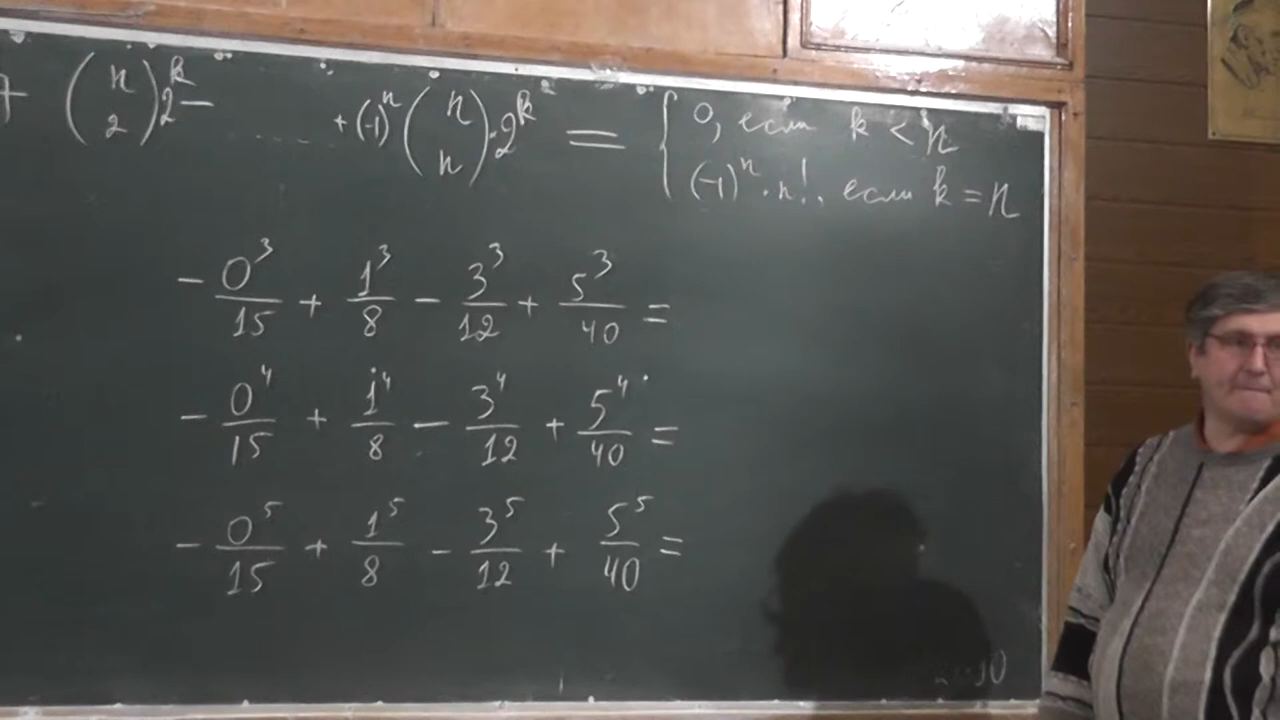 + (n 2) 2^k − ..... + (-1)^n (n n) · 2^k = { 0, если k < n
(-1)^n · n!, если k = n
− 0³/15 + 1³/8 − 3³/12 + 5³/40 =
− 0⁴/15 + 1⁴/8 − 3⁴/12 + 5⁴/40 =
− 0⁵/15 + 1⁵/8 − 3⁵/12 + 5⁵/40 =